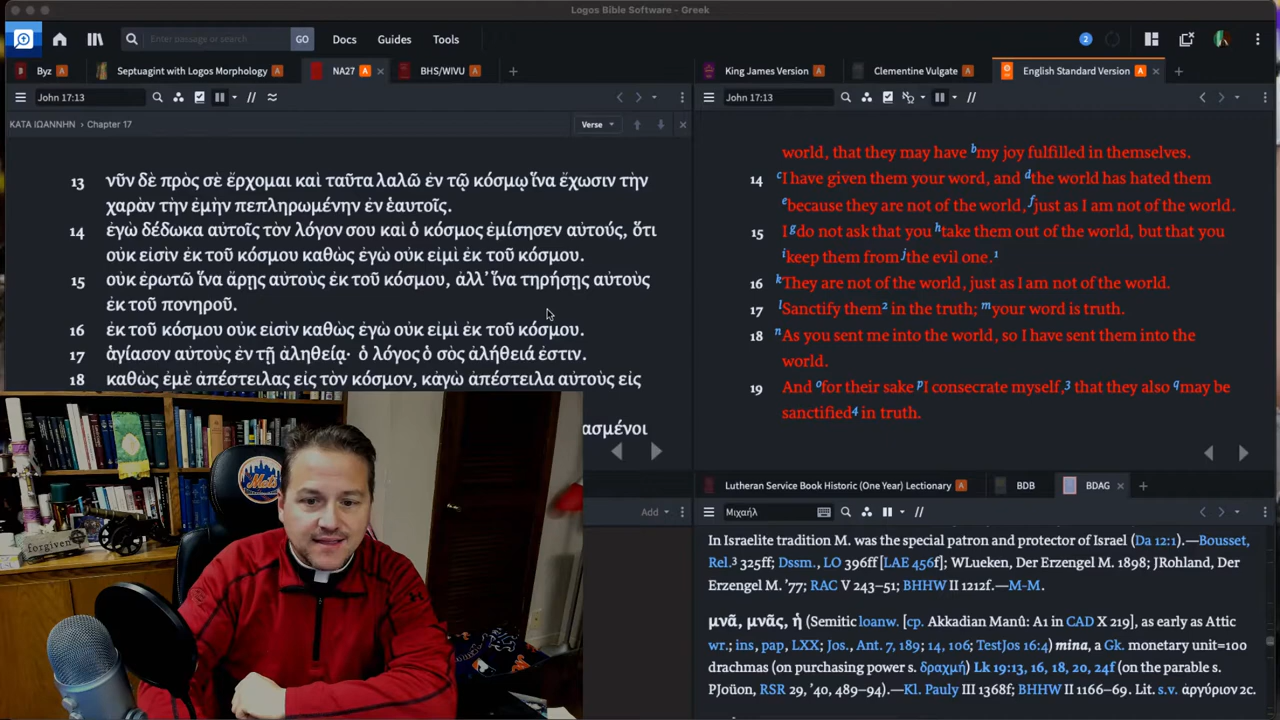 Logos Bible Software - Greek
Enter passage or search GO Docs Guides Tools 2
Byz A Septuagint with Logos Morphology A NA27 A BHS/WIVU A
John 17:13
ΚΑΤΑ ΙΩΑΝΝΗΝ › Chapter 17 Verse
13 νῦν δὲ πρὸς σὲ ἔρχομαι καὶ ταῦτα λαλῶ ἐν τῷ κόσμῳ ἵνα ἔχωσιν τὴν
χαρὰν τὴν ἐμὴν πεπληρωμένην ἐν ἑαυτοῖς.
14 ἐγὼ δέδωκα αὐτοῖς τὸν λόγον σου καὶ ὁ κόσμος ἐμίσησεν αὐτούς, ὅτι
οὐκ εἰσὶν ἐκ τοῦ κόσμου καθὼς ἐγὼ οὐκ εἰμὶ ἐκ τοῦ κόσμου.
15 οὐκ ἐρωτῶ ἵνα ἄρῃς αὐτοὺς ἐκ τοῦ κόσμου, ἀλλ’ ἵνα τηρήσῃς αὐτοὺς
ἐκ τοῦ πονηροῦ.
16 ἐκ τοῦ κόσμου οὐκ εἰσὶν καθὼς ἐγὼ οὐκ εἰμὶ ἐκ τοῦ κόσμου.
17 ἁγίασον αὐτοὺς ἐν τῇ ἀληθείᾳ· ὁ λόγος ὁ σὸς ἀλήθειά ἐστιν.
18 καθὼς ἐμὲ ἀπέστειλας εἰς τὸν κόσμον, κἀγὼ ἀπέστειλα αὐτοὺς εἰς
ασμένοι
Add
forgiven
Mets
King James Version A Clementine Vulgate A English Standard Version A
John 17:13
world, that they may have b my joy fulfilled in themselves.
14 c I have given them your word, and d the world has hated them
e because they are not of the world, f just as I am not of the world.
15 I g do not ask that you h take them out of the world, but that you
i keep them from j the evil one.1
16 k They are not of the world, just as I am not of the world.
17 l Sanctify them2 in the truth; m your word is truth.
18 n As you sent me into the world, so I have sent them into the
world.
19 And o for their sake p I consecrate myself,3 that they also q may be
sanctified4 in truth.
Lutheran Service Book Historic (One Year) Lectionary A BDB BDAG
Μιχαήλ
In Israelite tradition M. was the special patron and protector of Israel (Da 12:1).—Bousset,
Rel.3 325ff; Dssm., LO 396ff [LAE 456f]; WLueken, Der Erzengel M. 1898; JRohland, Der
Erzengel M. ’77; RAC V 243–51; BHHW II 1212f.—M-M.
μνᾶ, μνᾶς, ἡ (Semitic loanw. [cp. Akkadian Manû: A1 in CAD X 219], as early as Attic
wr.; ins, pap, LXX; Jos., Ant. 7, 189; 14, 106; TestJos 16:4) mina, a Gk. monetary unit=100
drachmas (on purchasing power s. δραχμή) Lk 19:13, 16, 18, 20, 24f (on the parable s.
PJoüon, RSR 29, ’40, 489–94).—Kl. Pauly III 1368f; BHHW II 1166–69. Lit. s.v. ἀργύριον 2c.